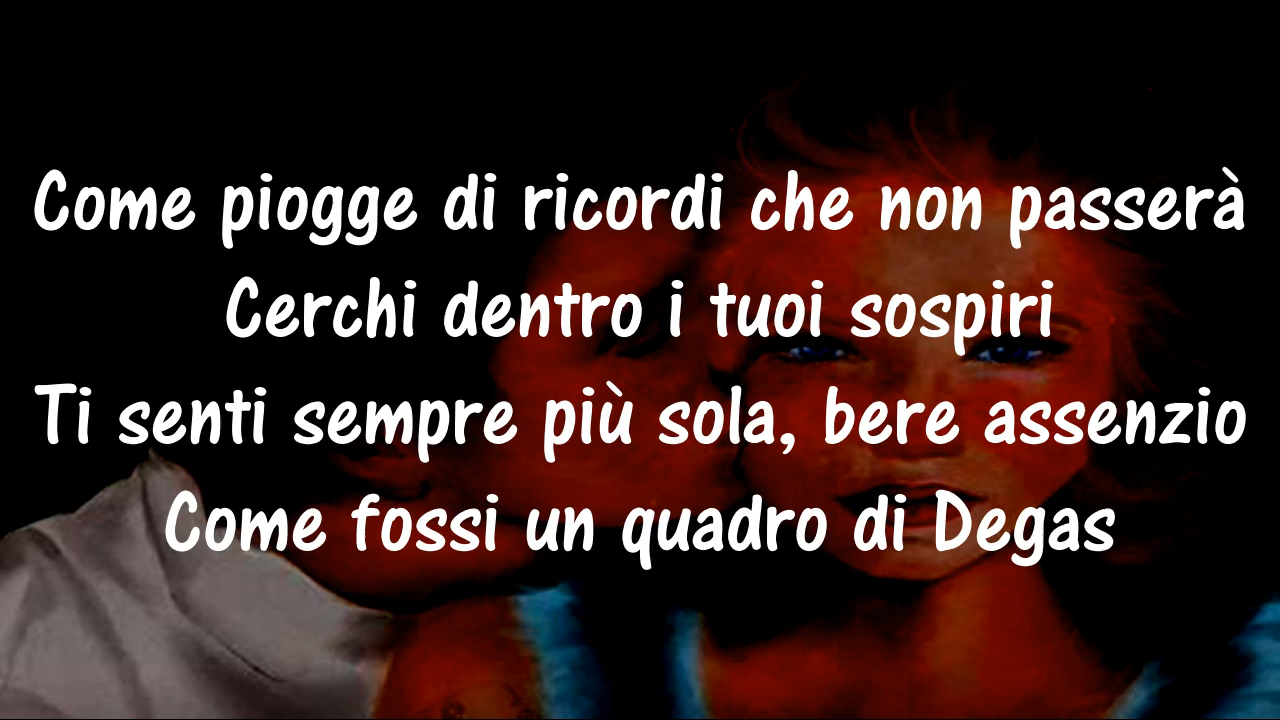 Come piogge di ricordi che non passerà
Cerchi dentro i tuoi sospiri
Ti senti sempre più sola, bere assenzio
Come fossi un quadro di Degas